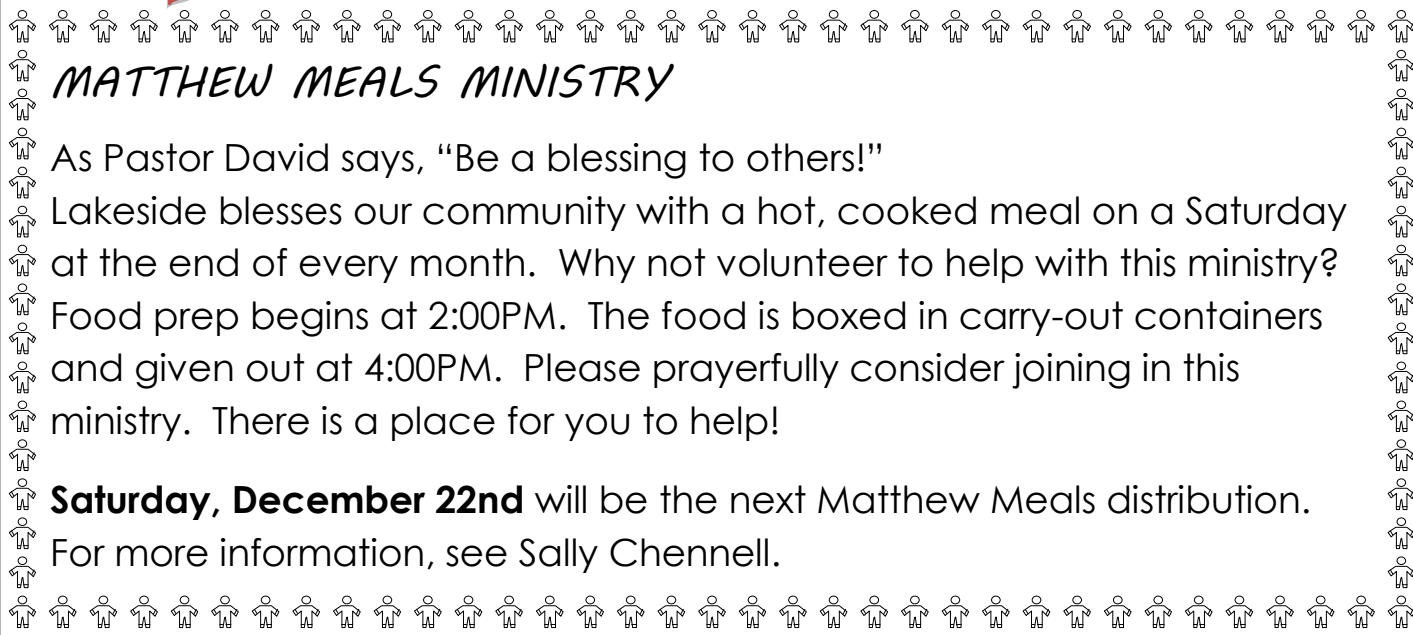 MATTHEW MEALS MINISTRY
As Pastor David says, “Be a blessing to others!”
Lakeside blesses our community with a hot, cooked meal on a Saturday
at the end of every month.  Why not volunteer to help with this ministry?
Food prep begins at 2:00PM.  The food is boxed in carry-out containers
and given out at 4:00PM.  Please prayerfully consider joining in this
ministry.  There is a place for you to help!
Saturday, December 22nd will be the next Matthew Meals distribution.
For more information, see Sally Chennell.